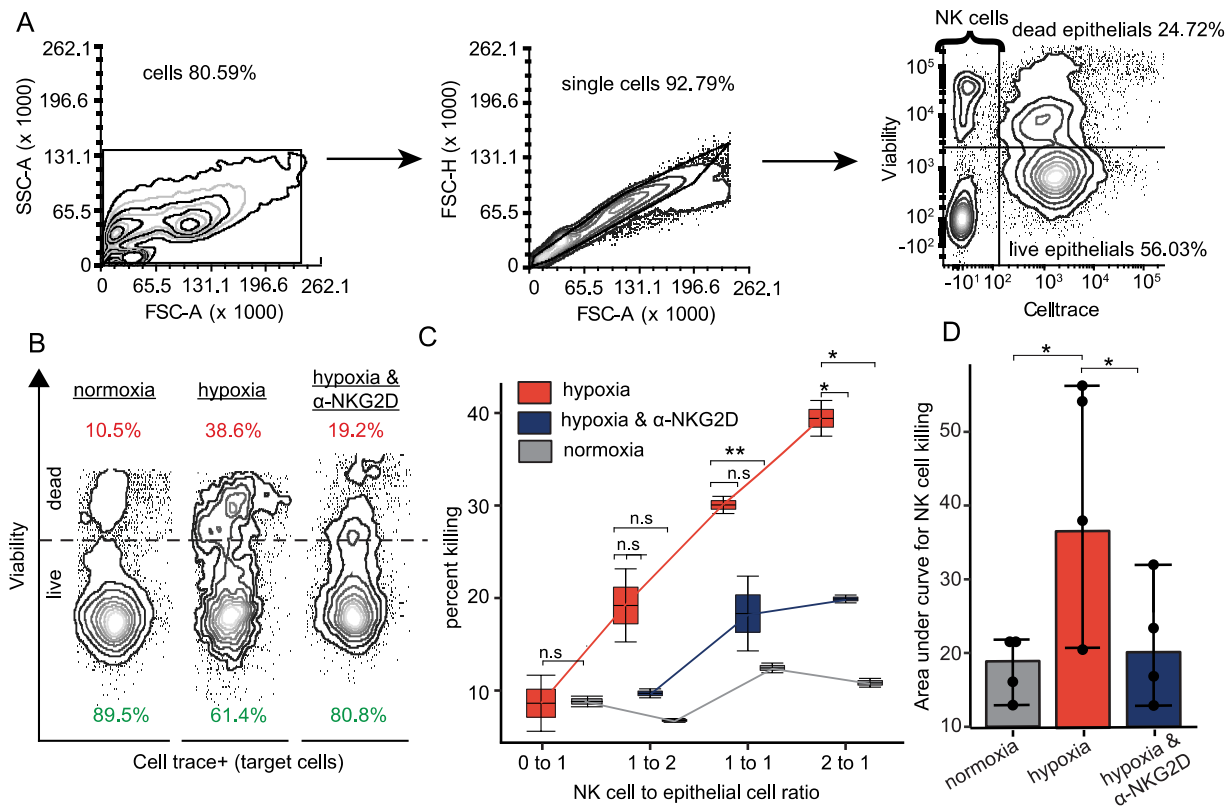 A
262.1
196.6
131.1
65.5
0
SSC-A (x 1000)
cells 80.59%
0 65.5 131.1 196.6 262.1
FSC-A (x 1000)
262.1
196.6
131.1
65.5
0
FSC-H (x 1000)
single cells 92.79%
0 65.5 131.1 196.6 262.1
FSC-A (x 1000)
NK cells
dead epithelials 24.72%
10⁵
10⁴
10³
10²
-10²
Viability
live epithelials 56.03%
-10¹ 10² 10³ 10⁴ 10⁵
Celltrace
B
normoxia
hypoxia
hypoxia &
α-NKG2D
10.5% 38.6% 19.2%
Viability
dead
live
89.5% 61.4% 80.8%
Cell trace+ (target cells)
C
hypoxia
hypoxia & α-NKG2D
normoxia
percent killing
40
30
20
10
n.s
n.s
n.s
**
n.s
*
*
0 to 1 1 to 2 1 to 1 2 to 1
NK cell to epithelial cell ratio
D
* *
Area under curve for NK cell killing
50
40
30
20
10
normoxia
hypoxia
hypoxia &
α-NKG2D